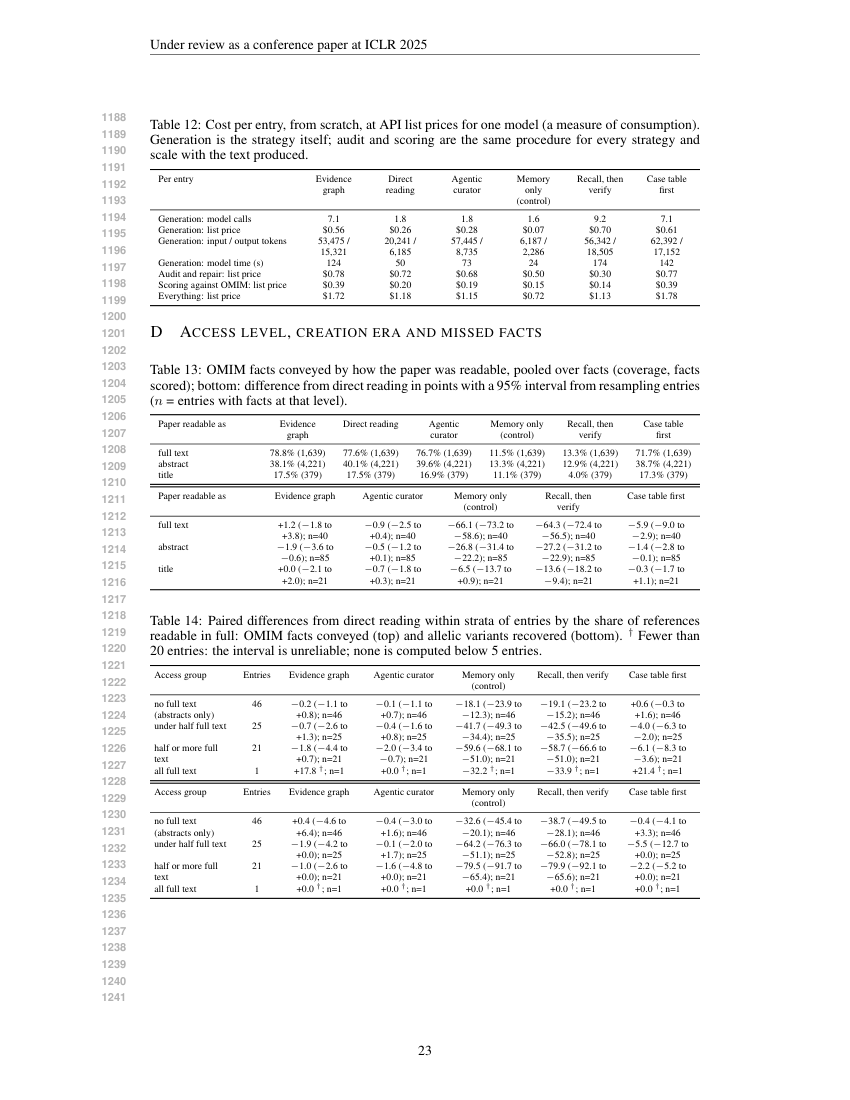 Under review as a conference paper at ICLR 2025
1188
1189 Table 12: Cost per entry, from scratch, at API list prices for one model (a measure of consumption).
1190 Generation is the strategy itself; audit and scoring are the same procedure for every strategy and
1191 scale with the text produced.
1192 Per entry Evidence graph Direct reading Agentic curator Memory only (control) Recall, then verify Case table first
1193
1194 Generation: model calls 7.1 1.8 1.8 1.6 9.2 7.1
1195 Generation: list price $0.56 $0.26 $0.28 $0.07 $0.70 $0.61
1196 Generation: input / output tokens 53,475 / 15,321 20,241 / 6,185 57,445 / 8,735 6,187 / 2,286 56,342 / 18,505 62,392 / 17,152
1197 Generation: model time (s) 124 50 73 24 174 142
1198 Audit and repair: list price $0.78 $0.72 $0.68 $0.50 $0.30 $0.77
Scoring against OMIM: list price $0.39 $0.20 $0.19 $0.15 $0.14 $0.39
1199 Everything: list price $1.72 $1.18 $1.15 $0.72 $1.13 $1.78
1200
1201 D ACCESS LEVEL, CREATION ERA AND MISSED FACTS
1202
1203 Table 13: OMIM facts conveyed by how the paper was readable, pooled over facts (coverage, facts
1204 scored); bottom: difference from direct reading in points with a 95% interval from resampling entries
1205 (n = entries with facts at that level).
1206 Paper readable as Evidence graph Direct reading Agentic curator Memory only (control) Recall, then verify Case table first
1207
1208 full text 78.8% (1,639) 77.6% (1,639) 76.7% (1,639) 11.5% (1,639) 13.3% (1,639) 71.7% (1,639)
1209 abstract 38.1% (4,221) 40.1% (4,221) 39.6% (4,221) 13.3% (4,221) 12.9% (4,221) 38.7% (4,221)
1210 title 17.5% (379) 17.5% (379) 16.9% (379) 11.1% (379) 4.0% (379) 17.3% (379)
1211 Paper readable as Evidence graph Agentic curator Memory only (control) Recall, then verify Case table first
1212
1213 full text +1.2 (−1.8 to +3.8); n=40 −0.9 (−2.5 to +0.4); n=40 −66.1 (−73.2 to −58.6); n=40 −64.3 (−72.4 to −56.5); n=40 −5.9 (−9.0 to −2.9); n=40
1214 abstract −1.9 (−3.6 to −0.6); n=85 −0.5 (−1.2 to +0.1); n=85 −26.8 (−31.4 to −22.2); n=85 −27.2 (−31.2 to −22.9); n=85 −1.4 (−2.8 to −0.1); n=85
1215 title +0.0 (−2.1 to +2.0); n=21 −0.7 (−1.8 to +0.3); n=21 −6.5 (−13.7 to +0.9); n=21 −13.6 (−18.2 to −9.4); n=21 −0.3 (−1.7 to +1.1); n=21
1216
1217
1218 Table 14: Paired differences from direct reading within strata of entries by the share of references
1219 readable in full: OMIM facts conveyed (top) and allelic variants recovered (bottom). † Fewer than
1220 20 entries: the interval is unreliable; none is computed below 5 entries.
1221 Access group Entries Evidence graph Agentic curator Memory only (control) Recall, then verify Case table first
1222
1223 no full text (abstracts only) 46 −0.2 (−1.1 to +0.8); n=46 −0.1 (−1.1 to +0.7); n=46 −18.1 (−23.9 to −12.3); n=46 −19.1 (−23.2 to −15.2); n=46 +0.6 (−0.3 to +1.6); n=46
1224
1225 under half full text 25 −0.7 (−2.6 to +1.3); n=25 −0.4 (−1.6 to +0.8); n=25 −41.7 (−49.3 to −34.4); n=25 −42.5 (−49.6 to −35.5); n=25 −4.0 (−6.3 to −2.0); n=25
1226 half or more full text 21 −1.8 (−4.4 to +0.7); n=21 −2.0 (−3.4 to −0.7); n=21 −59.6 (−68.1 to −51.0); n=21 −58.7 (−66.6 to −51.0); n=21 −6.1 (−8.3 to −3.6); n=21
1227 all full text 1 +17.8 †; n=1 +0.0 †; n=1 −32.2 †; n=1 −33.9 †; n=1 +21.4 †; n=1
1228
1229 Access group Entries Evidence graph Agentic curator Memory only (control) Recall, then verify Case table first
1230
1231 no full text (abstracts only) 46 +0.4 (−4.6 to +6.4); n=46 −0.4 (−3.0 to +1.6); n=46 −32.6 (−45.4 to −20.1); n=46 −38.7 (−49.5 to −28.1); n=46 −0.4 (−4.1 to +3.3); n=46
1232 under half full text 25 −1.9 (−4.2 to +0.0); n=25 −0.1 (−2.0 to +1.7); n=25 −64.2 (−76.3 to −51.1); n=25 −66.0 (−78.1 to −52.8); n=25 −5.5 (−12.7 to +0.0); n=25
1233 half or more full text 21 −1.0 (−2.6 to +0.0); n=21 −1.6 (−4.8 to +0.0); n=21 −79.5 (−91.7 to −65.4); n=21 −79.9 (−92.1 to −65.6); n=21 −2.2 (−5.2 to +0.0); n=21
1234 all full text 1 +0.0 †; n=1 +0.0 †; n=1 +0.0 †; n=1 +0.0 †; n=1 +0.0 †; n=1
1235
1236
1237
1238
1239
1240
1241
23